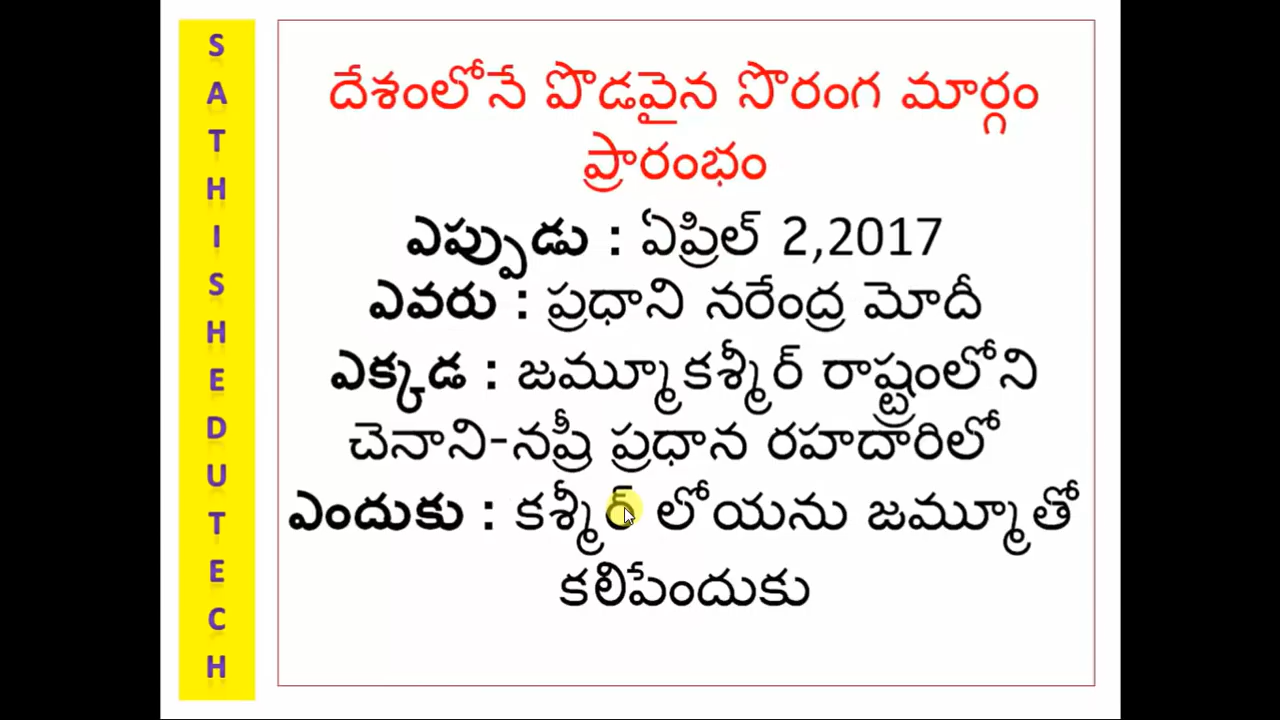 SATHISHEDUTECH
దేశంలోనే పొడవైన సొరంగ మార్గం
ప్రారంభం
ఎప్పుడు : ఏప్రిల్ 2,2017
ఎవరు : ప్రధాని నరేంద్ర మోదీ
ఎక్కడ : జమ్మూకశ్మీర్ రాష్ట్రంలోని
చెనాని-నష్రీ ప్రధాన రహదారిలో
ఎందుకు : కశ్మీర్ లోయను జమ్మూతో
కలిపేందుకు